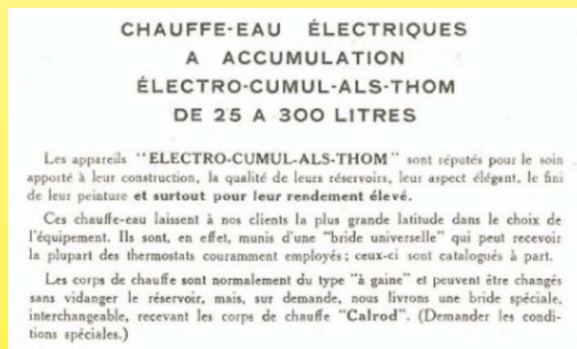 CHAUFFE-EAU ÉLECTRIQUES
A ACCUMULATION
ÉLECTRO-CUMUL-ALS-THOM
DE 25 A 300 LITRES
Les appareils "ELECTRO-CUMUL-ALS-THOM" sont réputés pour le soin
apporté à leur construction, la qualité de leurs réservoirs, leur aspect élégant, le fini
de leur peinture et surtout pour leur rendement élevé.
Ces chauffe-eau laissent à nos clients la plus grande latitude dans le choix de
l'équipement. Ils sont, en effet, munis d'une "bride universelle" qui peut recevoir
la plupart des thermostats couramment employés ; ceux-ci sont catalogués à part.
Les corps de chauffe sont normalement du type "à gaine" et peuvent être changés
sans vidanger le réservoir, mais, sur demande, nous livrons une bride spéciale,
interchangeable, recevant les corps de chauffe "Calrod". (Demander les condi-
tions spéciales.)